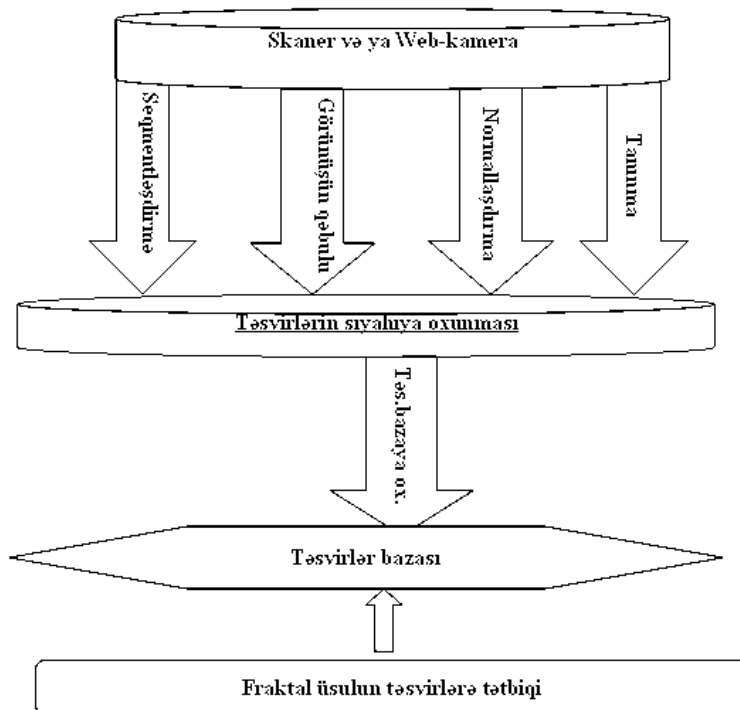 Skaner və ya Web-kamera
Seqmentləşdirmə
Görünüşün qəbulu
Normallaşdırma
Tanınma
Təsvirlərin siyahıya oxunması
Təs.bazaya ox.
Təsvirlər bazası
Fraktal üsulun təsvirlərə tətbiqi